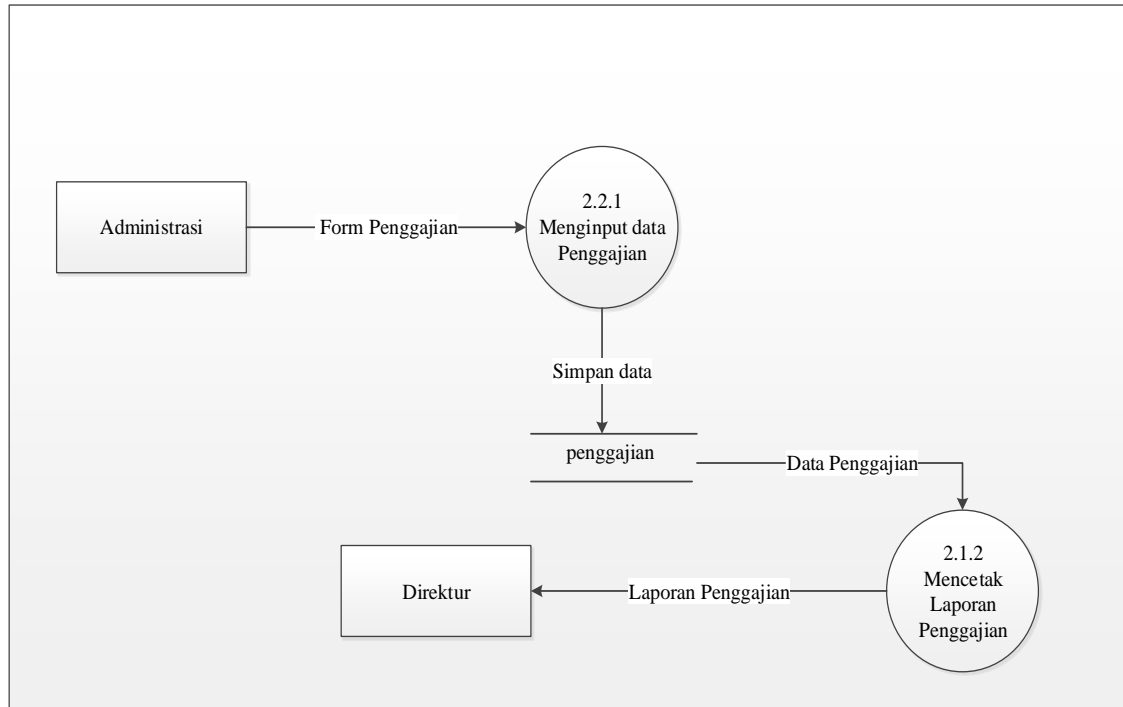 Administrasi
Form Penggajian
2.2.1
Menginput data
Penggajian
Simpan data
penggajian
Data Penggajian
2.1.2
Mencetak
Laporan
Penggajian
Laporan Penggajian
Direktur